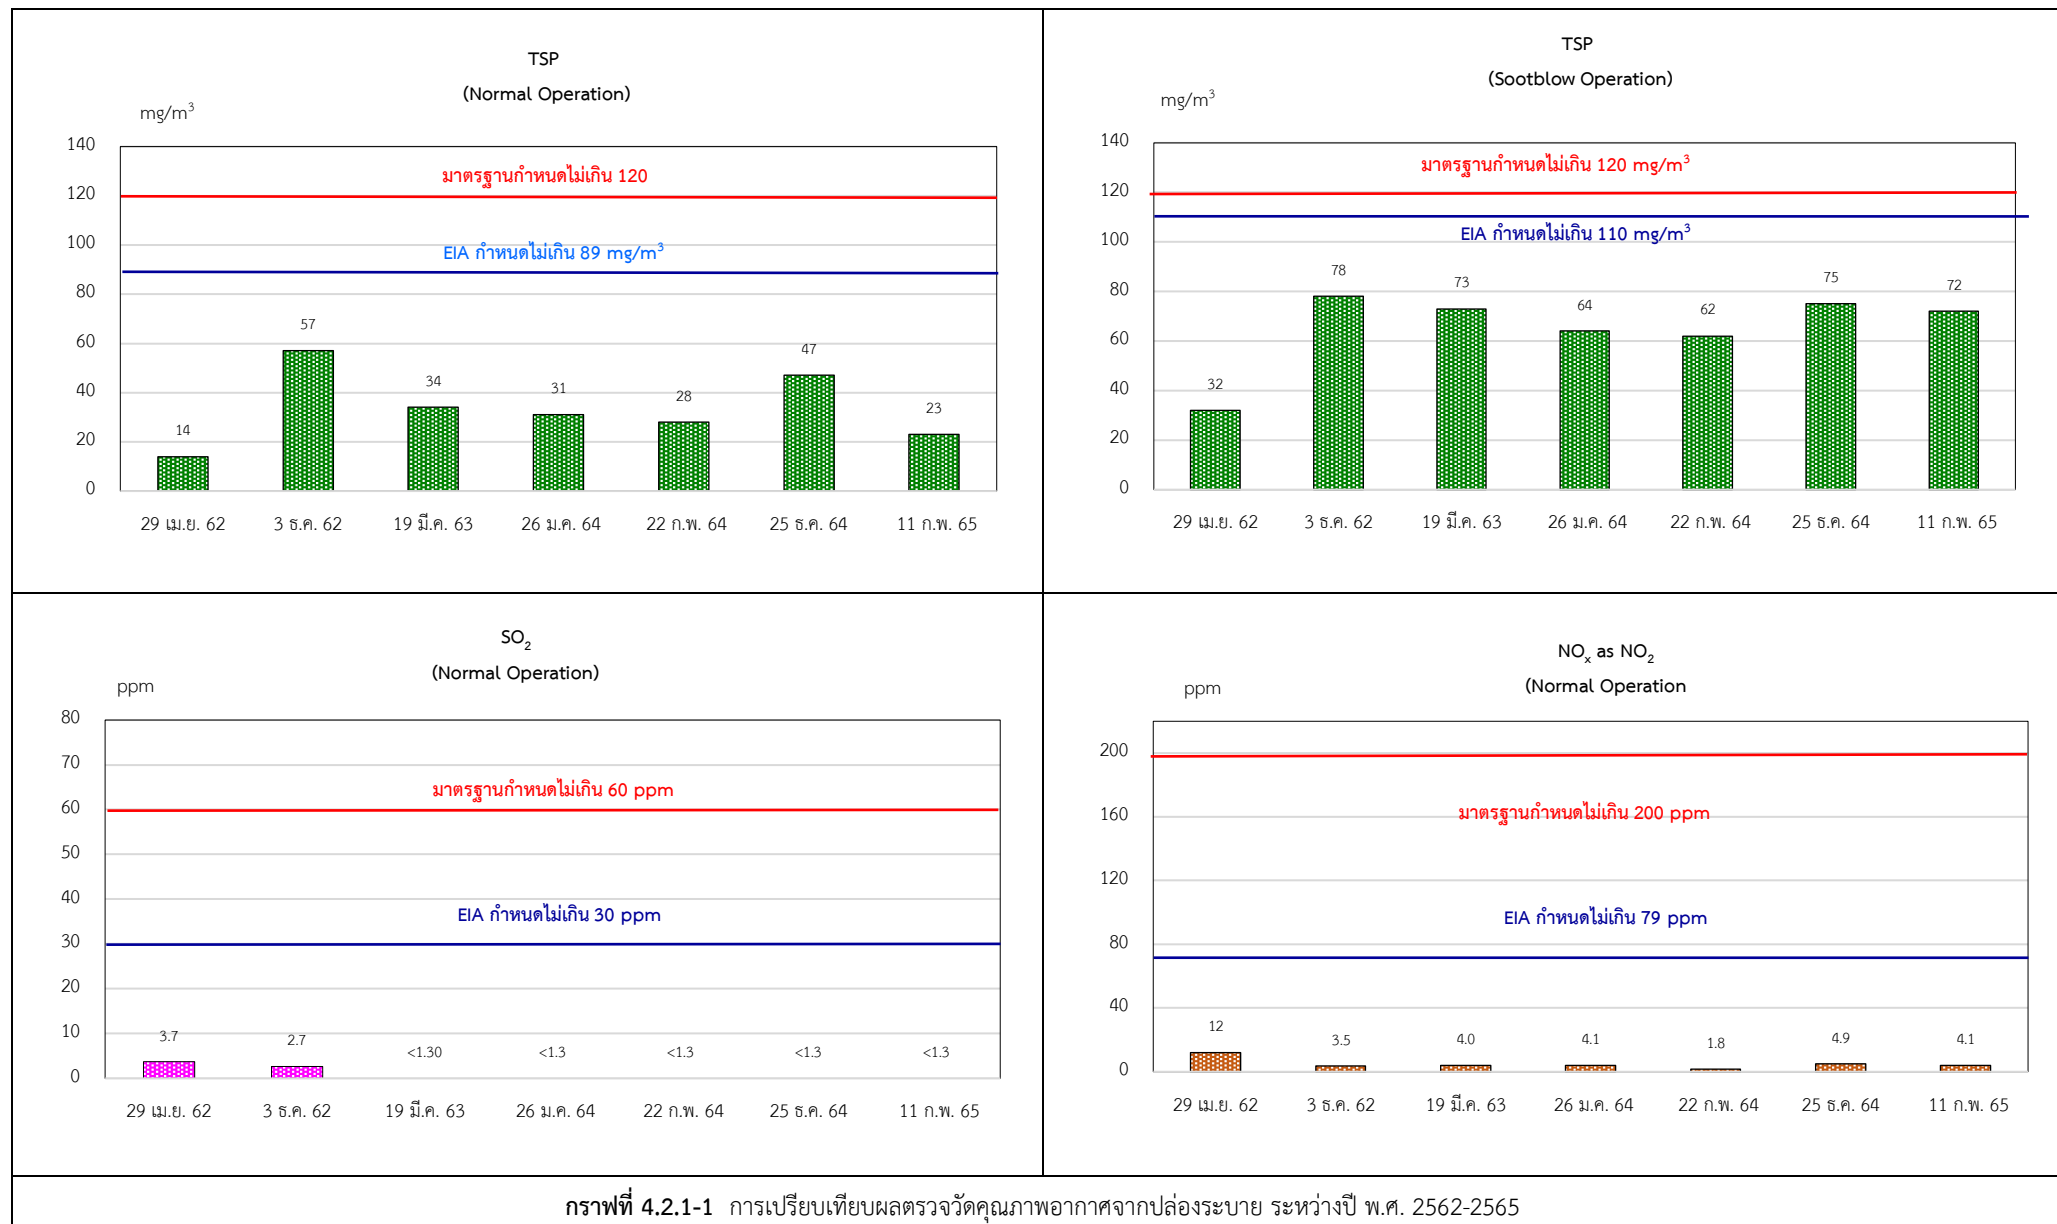 TSP
(Normal Operation)
mg/m³
140
120
100
80
60
40
20
0
มาตรฐานกำหนดไม่เกิน 120
EIA กำหนดไม่เกิน 89 mg/m³
14
57
34
31
28
47
23
29 เม.ย. 62 3 ธ.ค. 62 19 มี.ค. 63 26 ม.ค. 64 22 ก.พ. 64 25 ธ.ค. 64 11 ก.พ. 65
TSP
(Sootblow Operation)
mg/m³
140
120
100
80
60
40
20
0
มาตรฐานกำหนดไม่เกิน 120 mg/m³
EIA กำหนดไม่เกิน 110 mg/m³
32
78
73
64
62
75
72
29 เม.ย. 62 3 ธ.ค. 62 19 มี.ค. 63 26 ม.ค. 64 22 ก.พ. 64 25 ธ.ค. 64 11 ก.พ. 65
SO₂
(Normal Operation)
ppm
80
70
60
50
40
30
20
10
0
มาตรฐานกำหนดไม่เกิน 60 ppm
EIA กำหนดไม่เกิน 30 ppm
3.7
2.7
<1.30
<1.3
<1.3
<1.3
<1.3
29 เม.ย. 62 3 ธ.ค. 62 19 มี.ค. 63 26 ม.ค. 64 22 ก.พ. 64 25 ธ.ค. 64 11 ก.พ. 65
NOₓ as NO₂
(Normal Operation
ppm
200
160
120
80
40
0
มาตรฐานกำหนดไม่เกิน 200 ppm
EIA กำหนดไม่เกิน 79 ppm
12
3.5
4.0
4.1
1.8
4.9
4.1
29 เม.ย. 62 3 ธ.ค. 62 19 มี.ค. 63 26 ม.ค. 64 22 ก.พ. 64 25 ธ.ค. 64 11 ก.พ. 65
กราฟที่ 4.2.1-1 การเปรียบเทียบผลตรวจวัดคุณภาพอากาศจากปล่องระบาย ระหว่างปี พ.ศ. 2562-2565